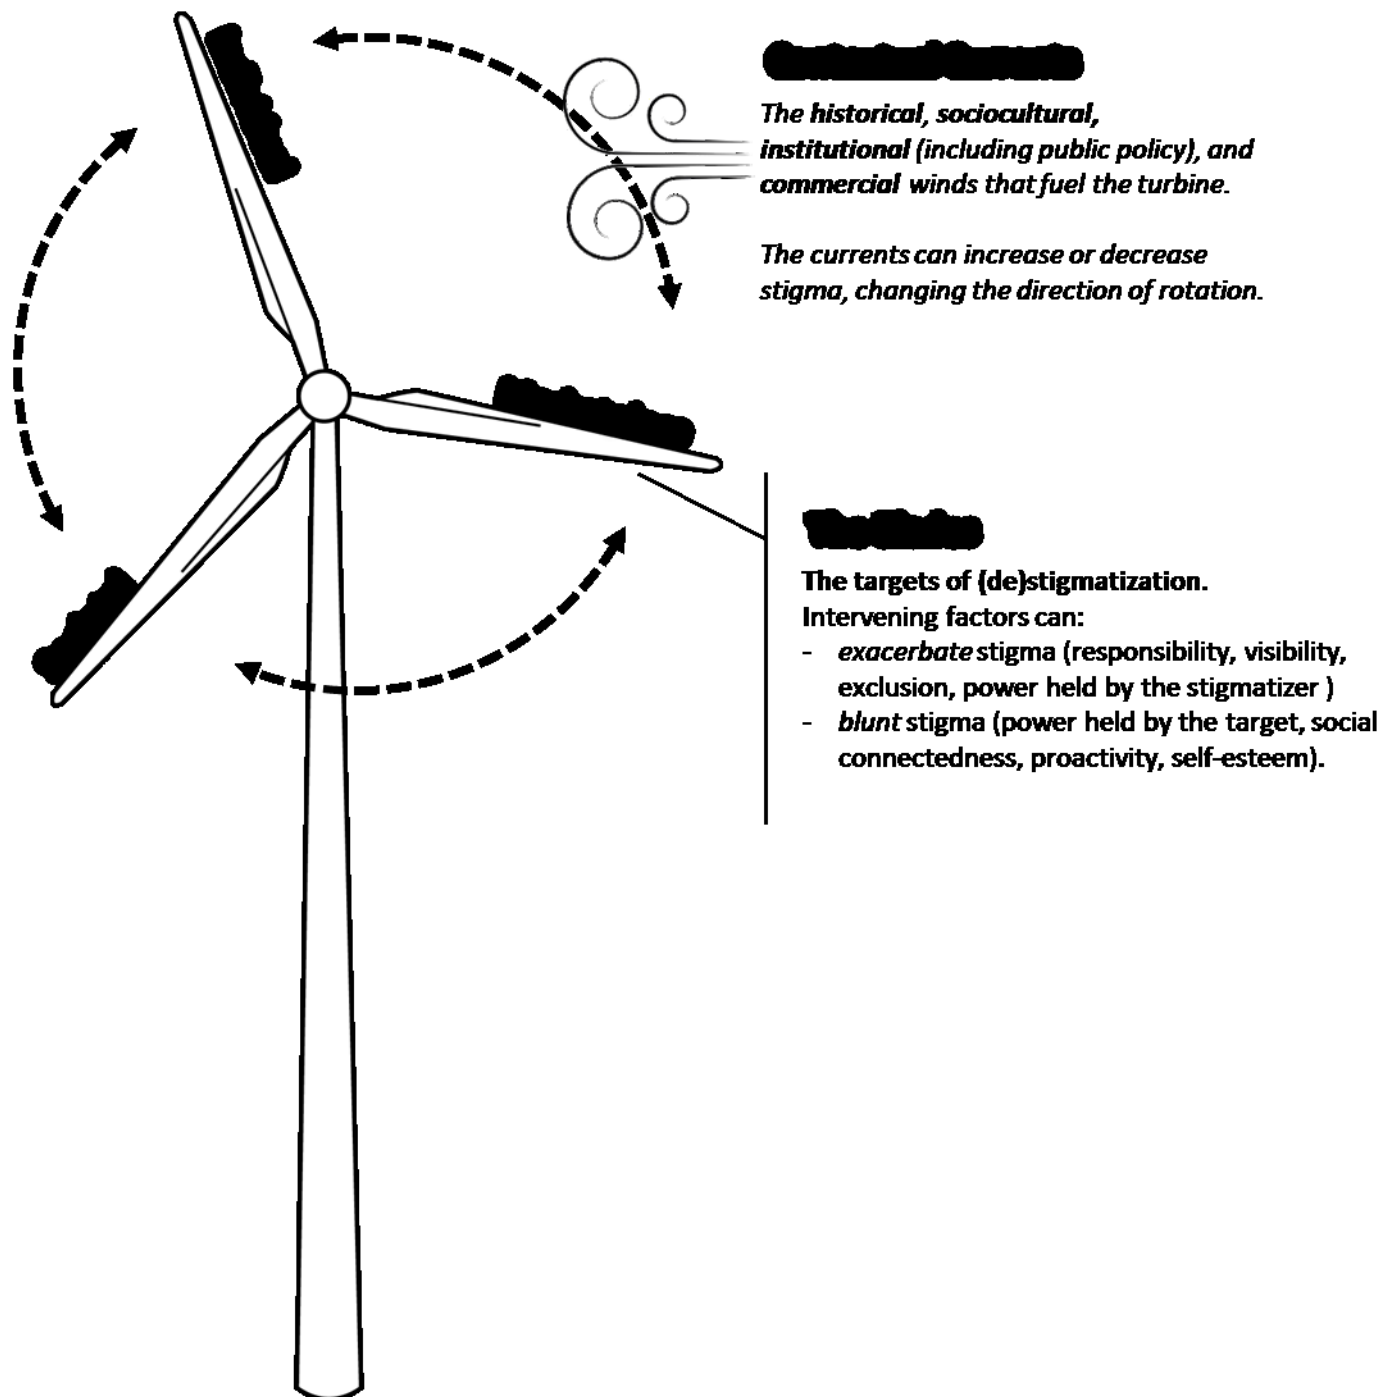 The historical, sociocultural,
institutional (including public policy), and
commercial winds that fuel the turbine.
The currents can increase or decrease
stigma, changing the direction of rotation.
The targets of (de)stigmatization.
Intervening factors can:
- exacerbate stigma (responsibility, visibility,
exclusion, power held by the stigmatizer )
- blunt stigma (power held by the target, social
connectedness, proactivity, self-esteem).